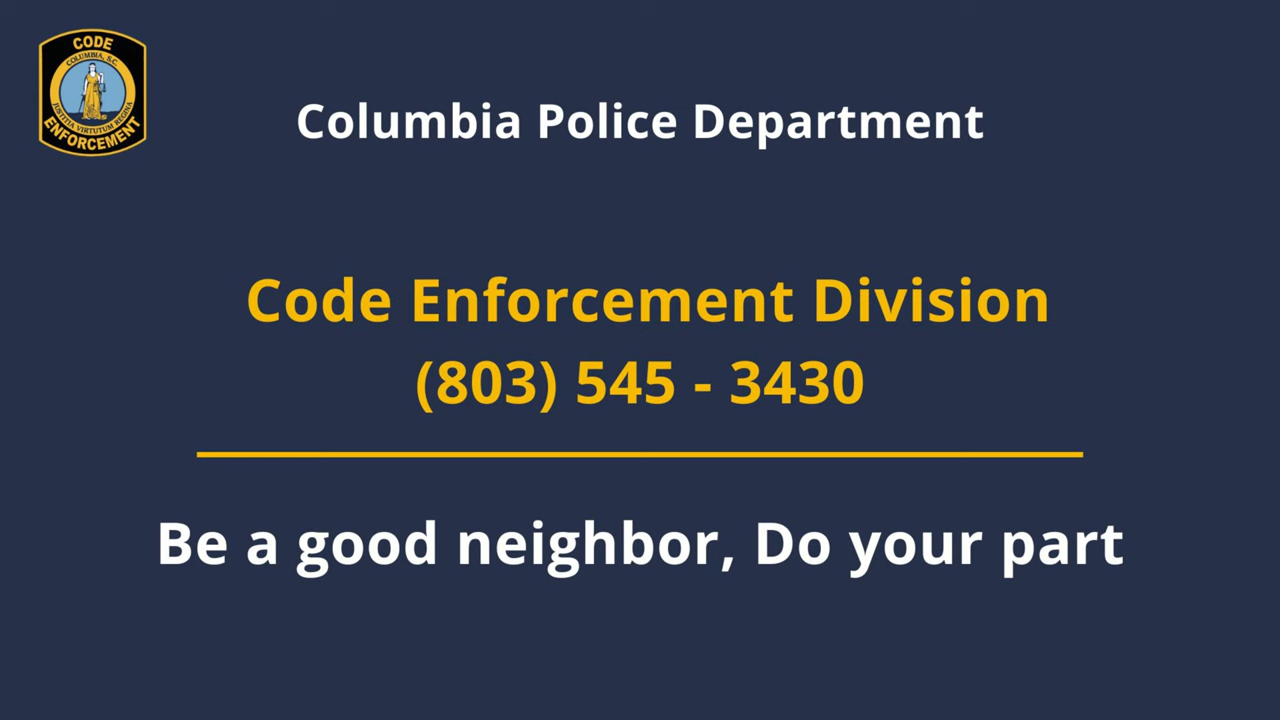 CODE
COLUMBIA, S.C.
JUSTITIA VIRTUTUM REGINA
ENFORCEMENT
Columbia Police Department
Code Enforcement Division
(803) 545 - 3430
Be a good neighbor, Do your part